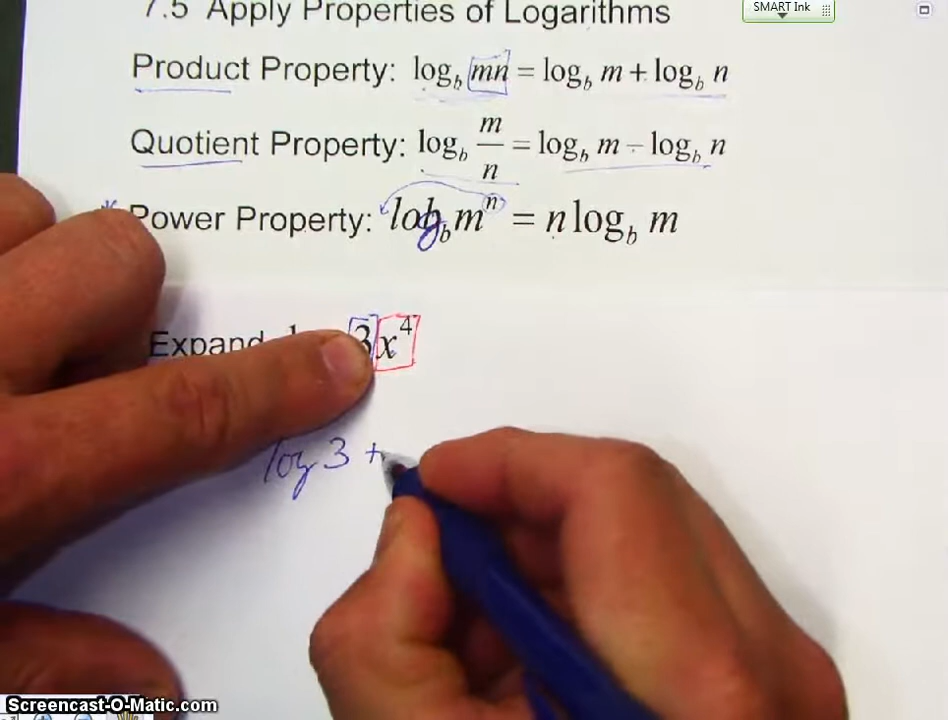 7.5 Apply Properties of Logarithms
SMART Ink
Product Property: log_b mn = log_b m + log_b n
Quotient Property: log_b m/n = log_b m − log_b n
* Power Property: log_b m^n = n log_b m
Expand 3x^4
log 3 +
Screencast-O-Matic.com